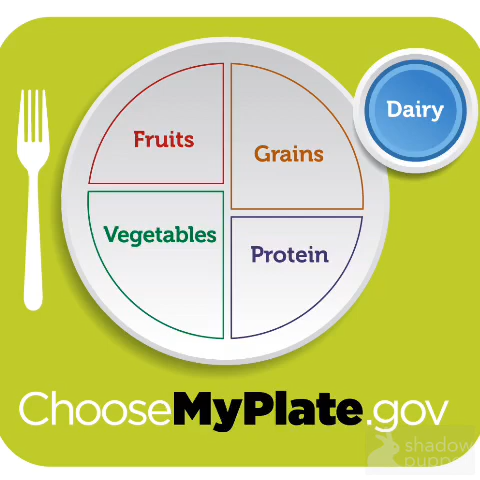 Fruits
Grains
Dairy
Vegetables
Protein
ChooseMyPlate.gov
shadow
puppet